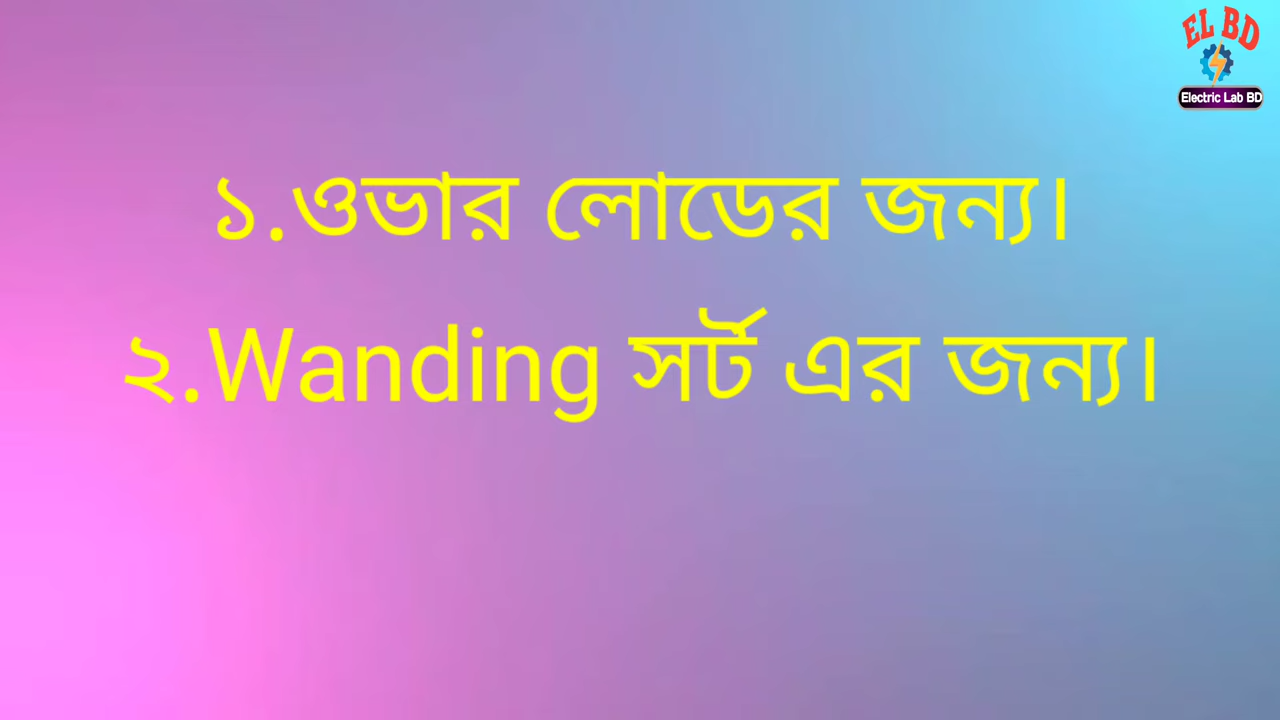 EL BD
Electric Lab BD
১.ওভার লোডের জন্য।
২.Wanding সর্ট এর জন্য।